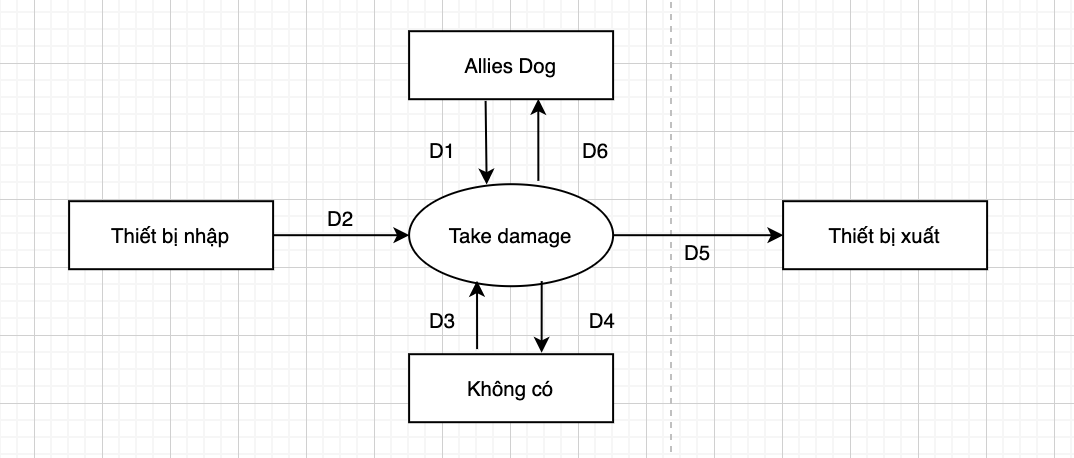 Allies Dog
D1
D6
Thiết bị nhập
D2
Take damage
D5
Thiết bị xuất
D3
D4
Không có